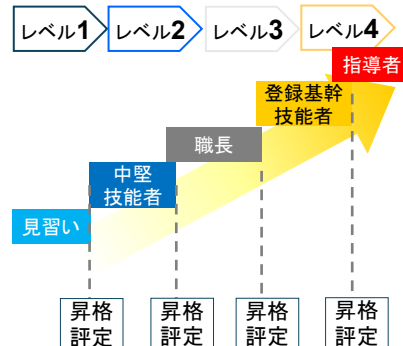 レベル1
レベル2
レベル3
レベル4
指導者
登録基幹
技能者
職長
中堅
技能者
見習い
昇格
評定
昇格
評定
昇格
評定
昇格
評定